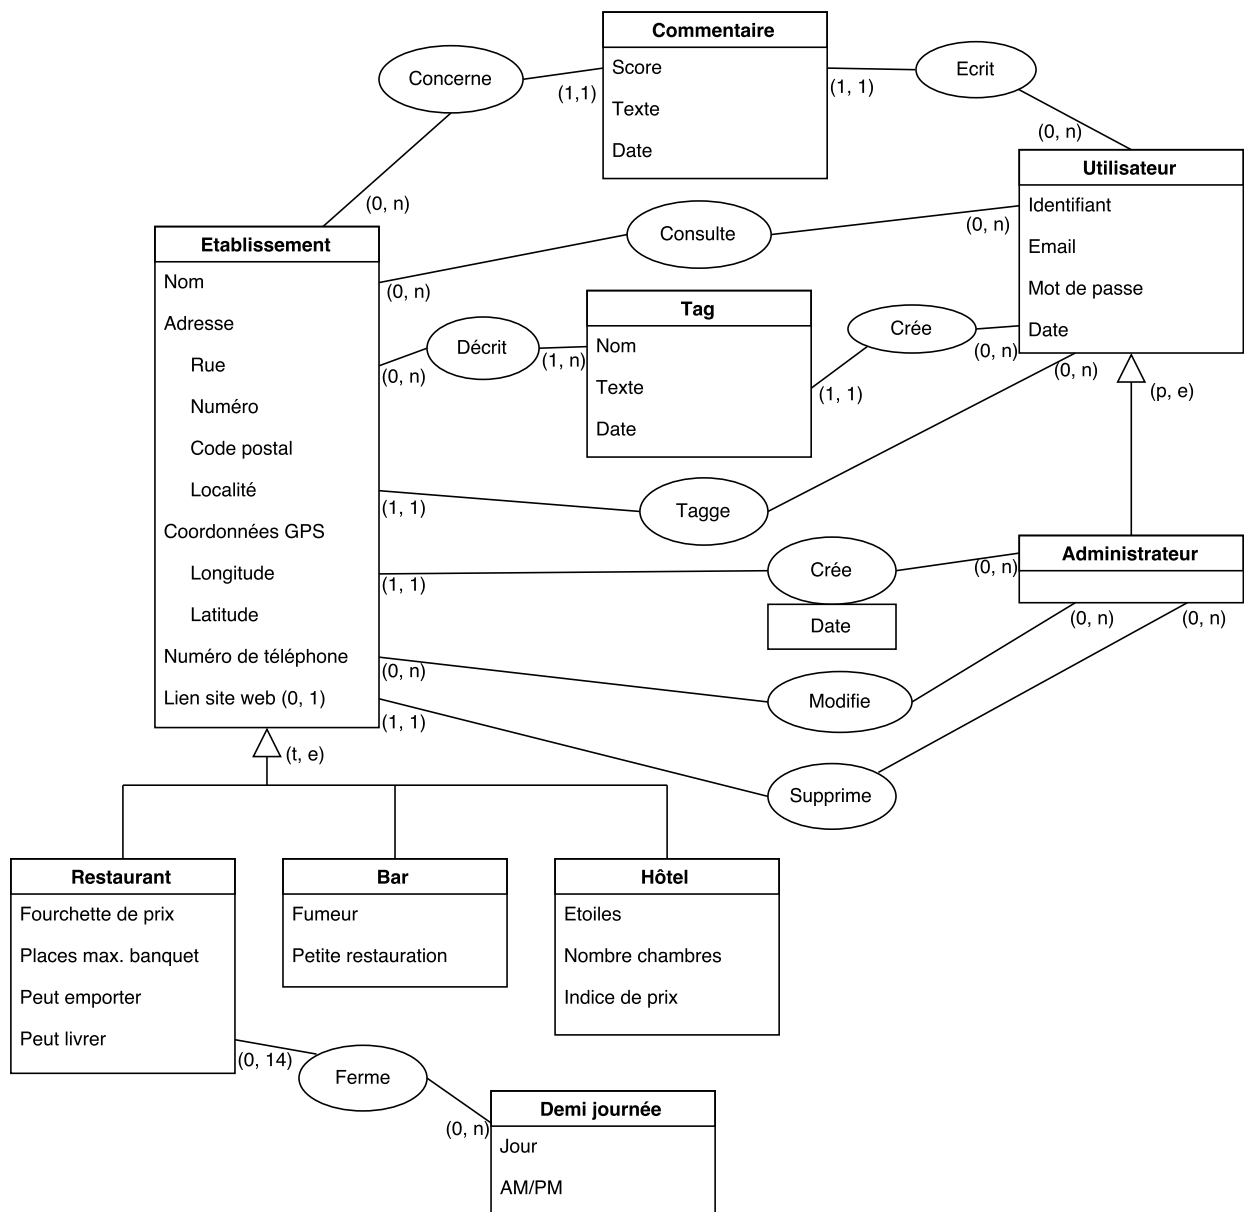 Commentaire
Score
Texte
Date
Concerne
(1,1)
(0, n)
Ecrit
(1, 1)
(0, n)
Utilisateur
Identifiant
Email
Mot de passe
Date
Consulte
(0, n)
(0, n)
Etablissement
Nom
Adresse
Rue
Numéro
Code postal
Localité
Coordonnées GPS
Longitude
Latitude
Numéro de téléphone
Lien site web (0, 1)
Décrit
(0, n)
(1, n)
Tag
Nom
Texte
Date
Crée
(0, n)
(1, 1)
(0, n)
(p, e)
Tagge
(1, 1)
Administrateur
Crée
Date
(1, 1)
(0, n)
Modifie
(0, n)
(0, n)
(0, n)
Supprime
(1, 1)
(t, e)
Restaurant
Fourchette de prix
Places max. banquet
Peut emporter
Peut livrer
Bar
Fumeur
Petite restauration
Hôtel
Etoiles
Nombre chambres
Indice de prix
(0, 14)
Ferme
(0, n)
Demi journée
Jour
AM/PM